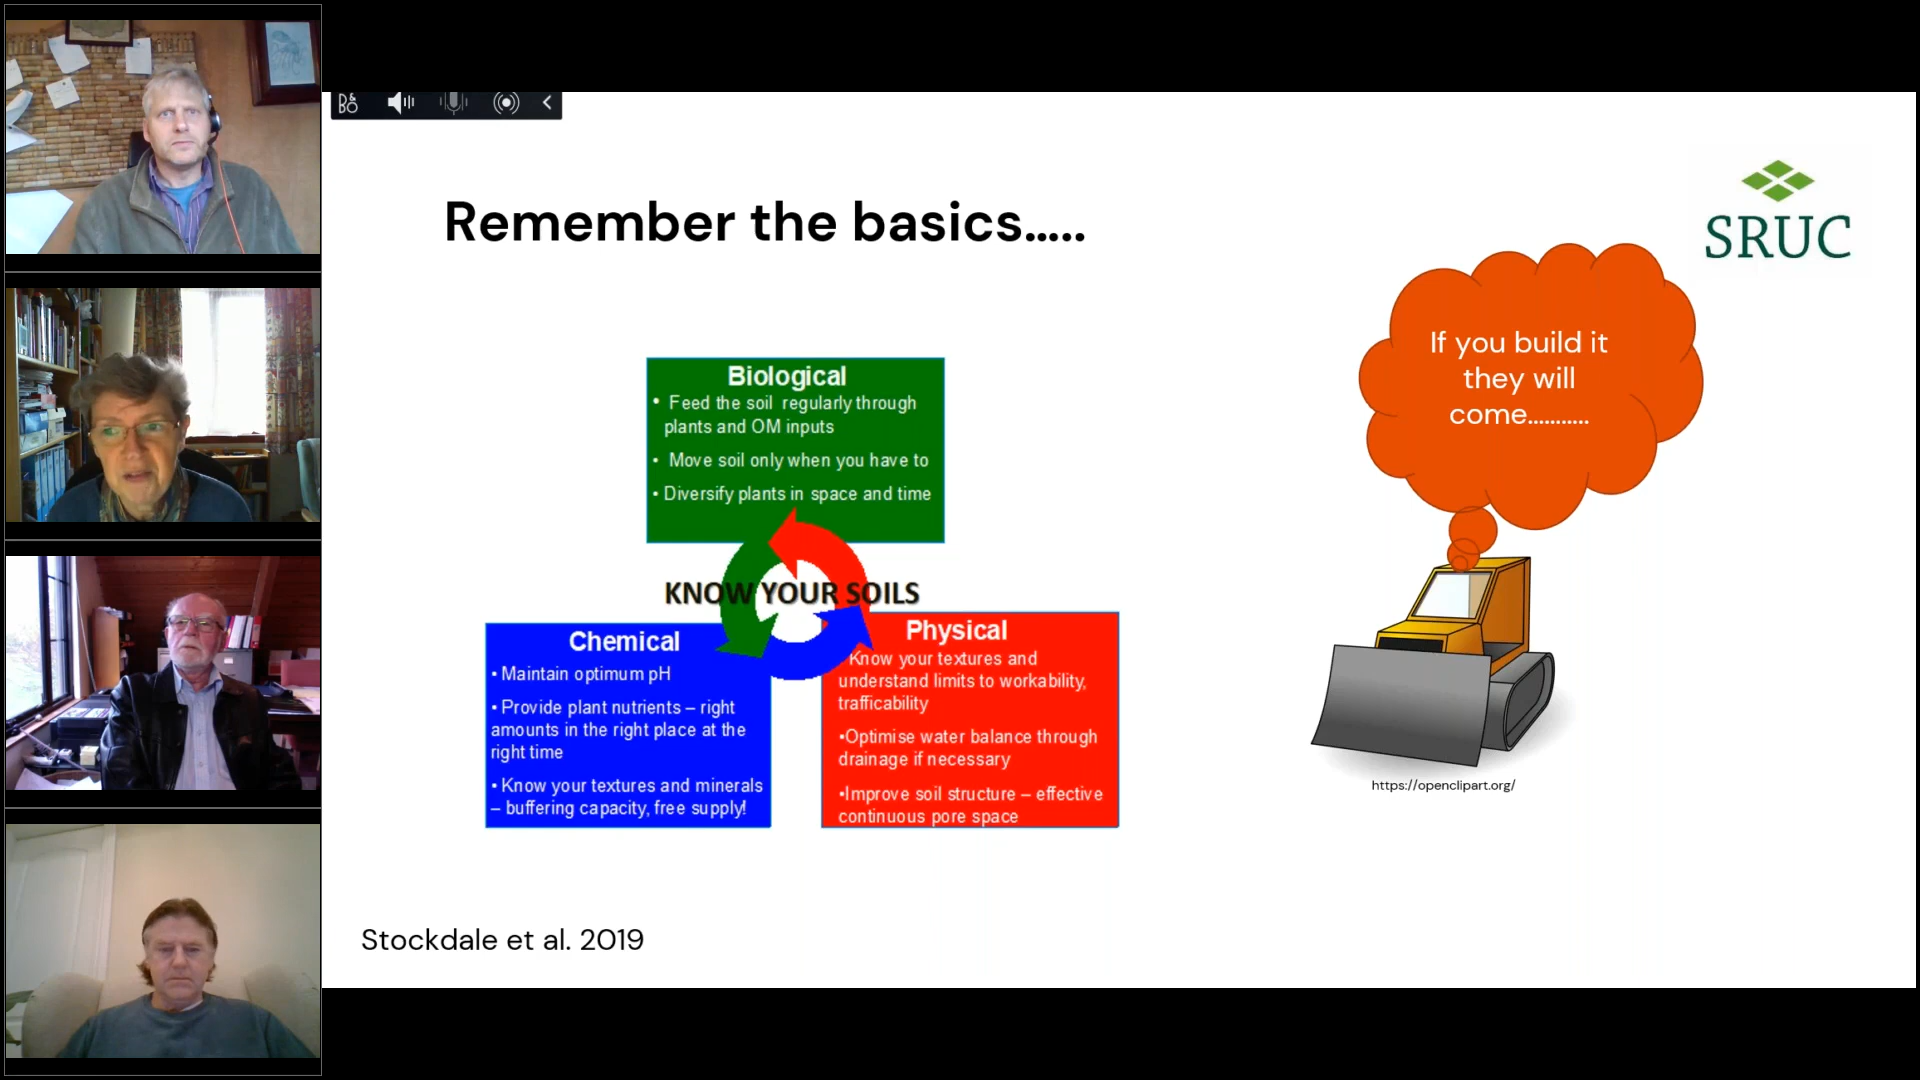 B&
BO
Remember the basics.....
SRUC
If you build it
they will
come...........
Biological
• Feed the soil regularly through
plants and OM inputs
• Move soil only when you have to
• Diversify plants in space and time
KNOW YOUR SOILS
Chemical
• Maintain optimum pH
• Provide plant nutrients – right
amounts in the right place at the
right time
• Know your textures and minerals
– buffering capacity, free supply!
Physical
Know your textures and
understand limits to workability,
trafficability
•Optimise water balance through
drainage if necessary
•Improve soil structure – effective
continuous pore space
https://openclipart.org/
Stockdale et al. 2019